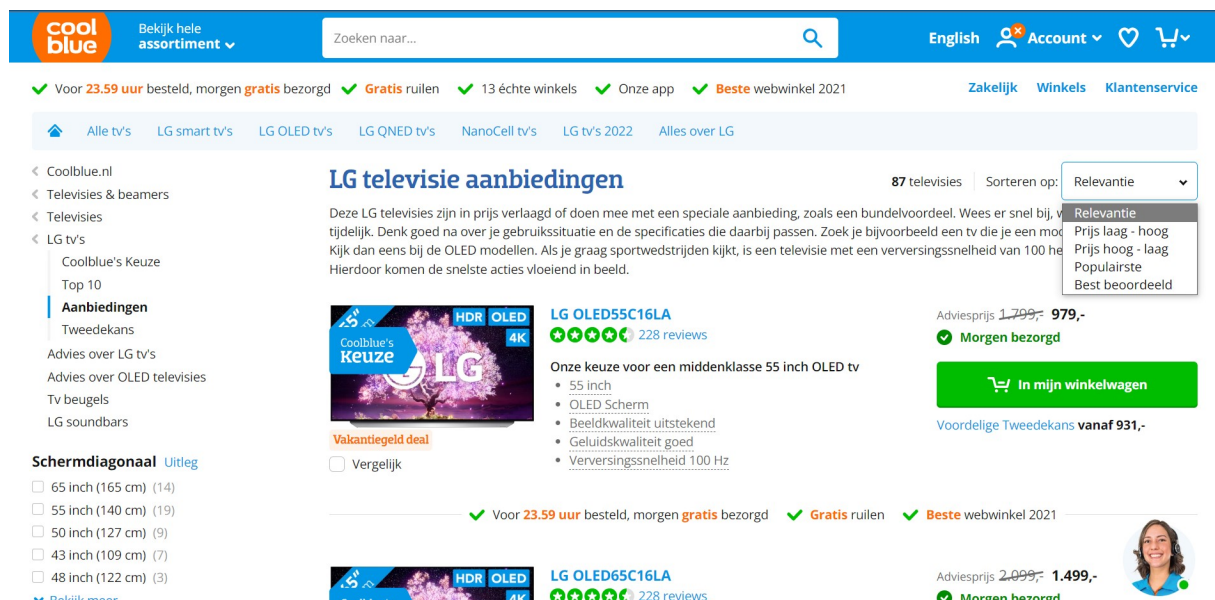 cool
blue
Bekijk hele
assortiment
Zoeken naar...
English
Account
Voor 23.59 uur besteld, morgen gratis bezorgd
Gratis ruilen
13 échte winkels
Onze app
Beste webwinkel 2021
Zakelijk
Winkels
Klantenservice
Alle tv's
LG smart tv's
LG OLED tv's
LG QNED tv's
NanoCell tv's
LG tv's 2022
Alles over LG
Coolblue.nl
Televisies & beamers
Televisies
LG tv's
Coolblue's Keuze
Top 10
Aanbiedingen
Tweedekans
Advies over LG tv's
Advies over OLED televisies
Tv beugels
LG soundbars
Schermdiagonaal Uitleg
65 inch (165 cm) (14)
55 inch (140 cm) (19)
50 inch (127 cm) (9)
43 inch (109 cm) (7)
48 inch (122 cm) (3)
Bekijk meer
LG televisie aanbiedingen
87 televisies
Sorteren op:
Relevantie
Relevantie
Prijs laag - hoog
Prijs hoog - laag
Populairste
Best beoordeeld
Deze LG televisies zijn in prijs verlaagd of doen mee met een speciale aanbieding, zoals een bundelvoordeel. Wees er snel bij,
tijdelijk. Denk goed na over je gebruikssituatie en de specificaties die daarbij passen. Zoek je bijvoorbeeld een tv die je een
Kijk dan eens bij de OLED modellen. Als je graag sportwedstrijden kijkt, is een televisie met een verversingssnelheid van 100
Hierdoor komen de snelste acties vloeiend in beeld.
55"
HDR
OLED
4K
Coolblue's
Keuze
LG
Vakantiegeld deal
Vergelijk
LG OLED55C16LA
228 reviews
Onze keuze voor een middenklasse 55 inch OLED tv
55 inch
OLED Scherm
Beeldkwaliteit uitstekend
Geluidskwaliteit goed
Verversingssnelheid 100 Hz
Adviesprijs 1.799,- 979,-
Morgen bezorgd
In mijn winkelwagen
Voordelige Tweedekans vanaf 931,-
Voor 23.59 uur besteld, morgen gratis bezorgd
Gratis ruilen
Beste webwinkel 2021
HDR
OLED
4K
LG OLED65C16LA
228 reviews
Adviesprijs 2.099,- 1.499,-
Morgen bezorgd